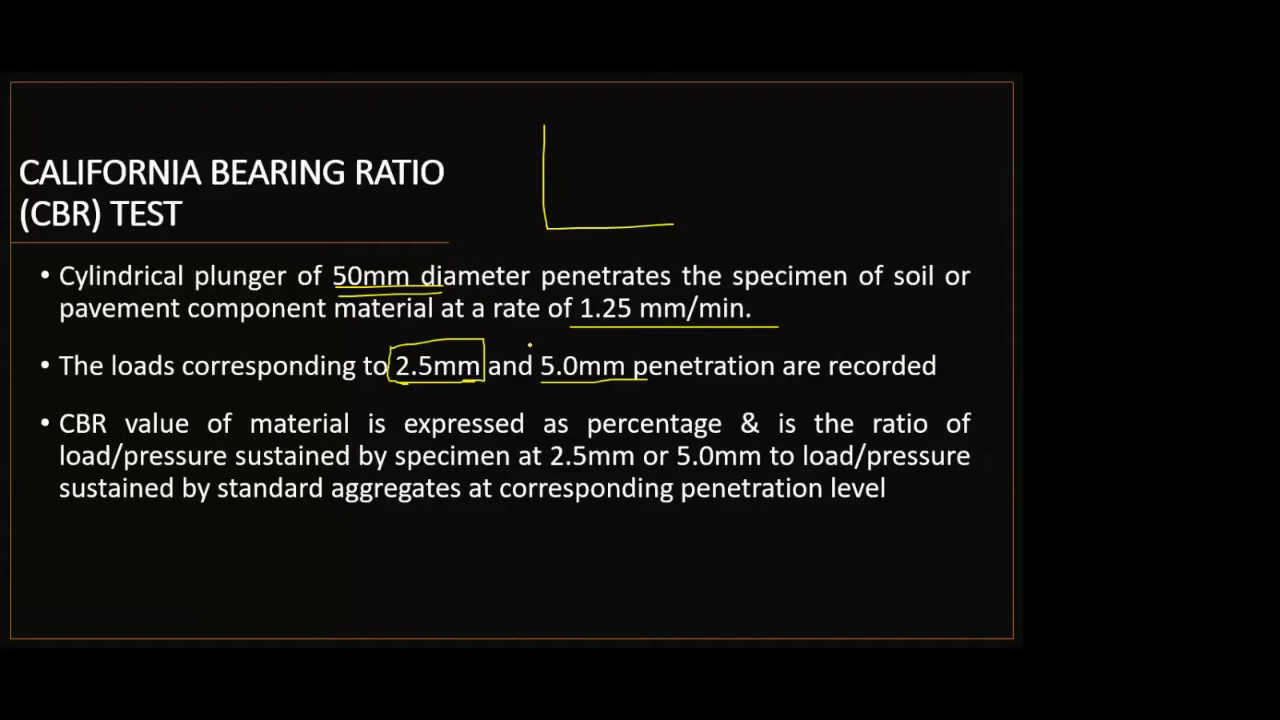 CALIFORNIA BEARING RATIO
(CBR) TEST
• Cylindrical plunger of 50mm diameter penetrates the specimen of soil or
pavement component material at a rate of 1.25 mm/min.
• The loads corresponding to 2.5mm and 5.0mm penetration are recorded
• CBR value of material is expressed as percentage & is the ratio of
load/pressure sustained by specimen at 2.5mm or 5.0mm to load/pressure
sustained by standard aggregates at corresponding penetration level